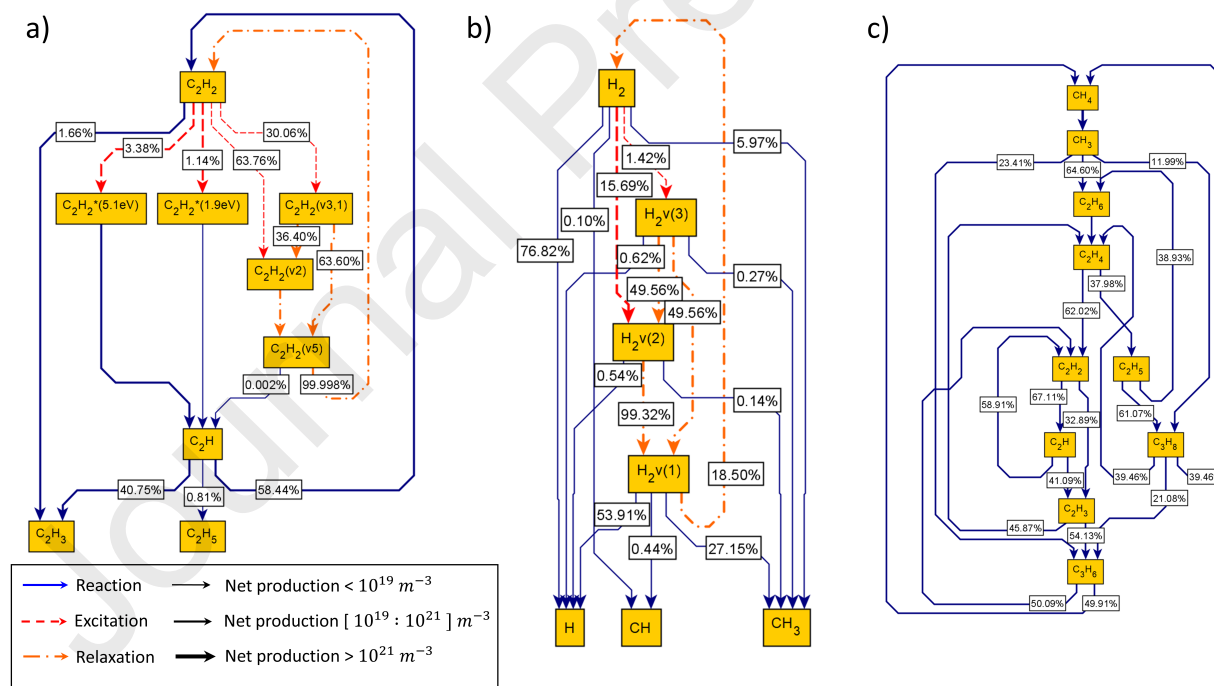 a)
C2H2
1.66%
3.38%
1.14%
63.76%
30.06%
C2H2*(5.1eV)
C2H2*(1.9eV)
C2H2(v3,1)
36.40%
63.60%
C2H2(v2)
C2H2(v5)
0.002%
99.998%
C2H
40.75%
0.81%
58.44%
C2H3
C2H5
Reaction
Net production < 10^19 m^-3
Excitation
Net production [ 10^19 : 10^21 ] m^-3
Relaxation
Net production > 10^21 m^-3
b)
H2
5.97%
1.42%
15.69%
0.10%
76.82%
H2v(3)
0.62%
0.27%
49.56%
49.56%
H2v(2)
0.54%
0.14%
99.32%
H2v(1)
18.50%
53.91%
0.44%
27.15%
H
CH
CH3
c)
CH4
CH3
23.41%
64.60%
11.99%
C2H6
C2H4
38.93%
37.98%
62.02%
C2H2
C2H5
58.91%
67.11%
32.89%
61.07%
C2H
C3H8
41.09%
39.46%
39.46%
21.08%
C2H3
45.87%
54.13%
C3H6
50.09%
49.91%
Journal Pre